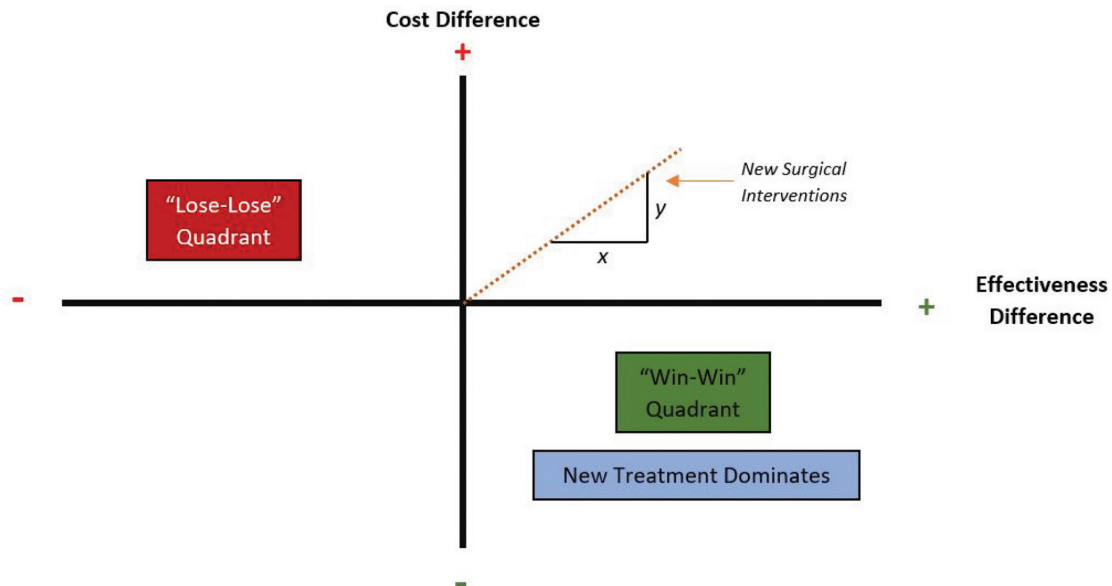 Cost Difference
+
New Surgical
Interventions
“Lose-Lose”
Quadrant
y
x
-
+
Effectiveness
Difference
“Win-Win”
Quadrant
New Treatment Dominates
-